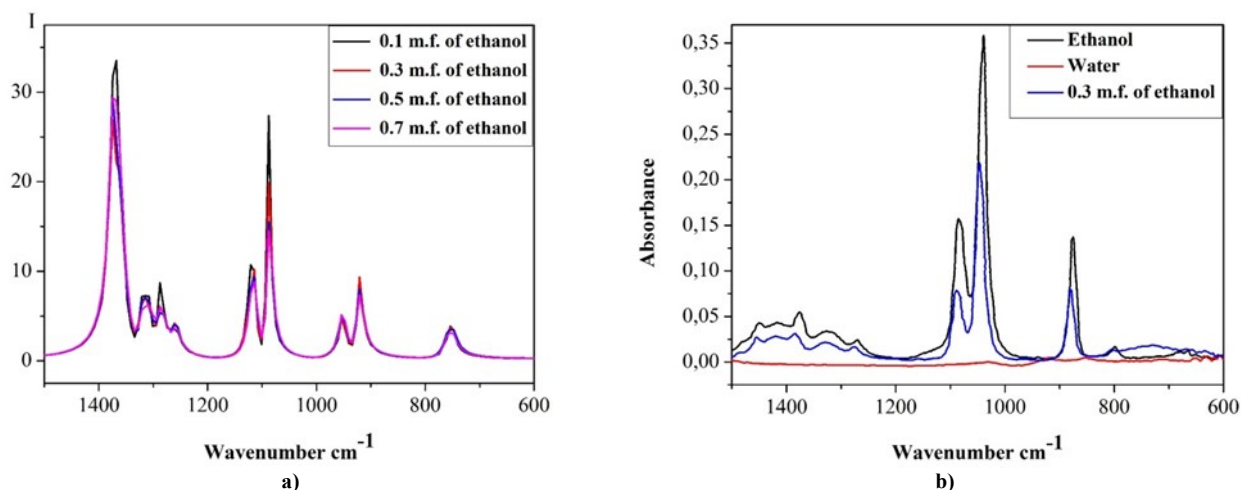 I
0.1 m.f. of ethanol
0.3 m.f. of ethanol
0.5 m.f. of ethanol
0.7 m.f. of ethanol
30
20
10
0
1400 1200 1000 800 600
Wavenumber cm-1
a)
Ethanol
Water
0.3 m.f. of ethanol
0,35
0,30
0,25
0,20
0,15
0,10
0,05
0,00
Absorbance
1400 1200 1000 800 600
Wavenumber cm-1
b)